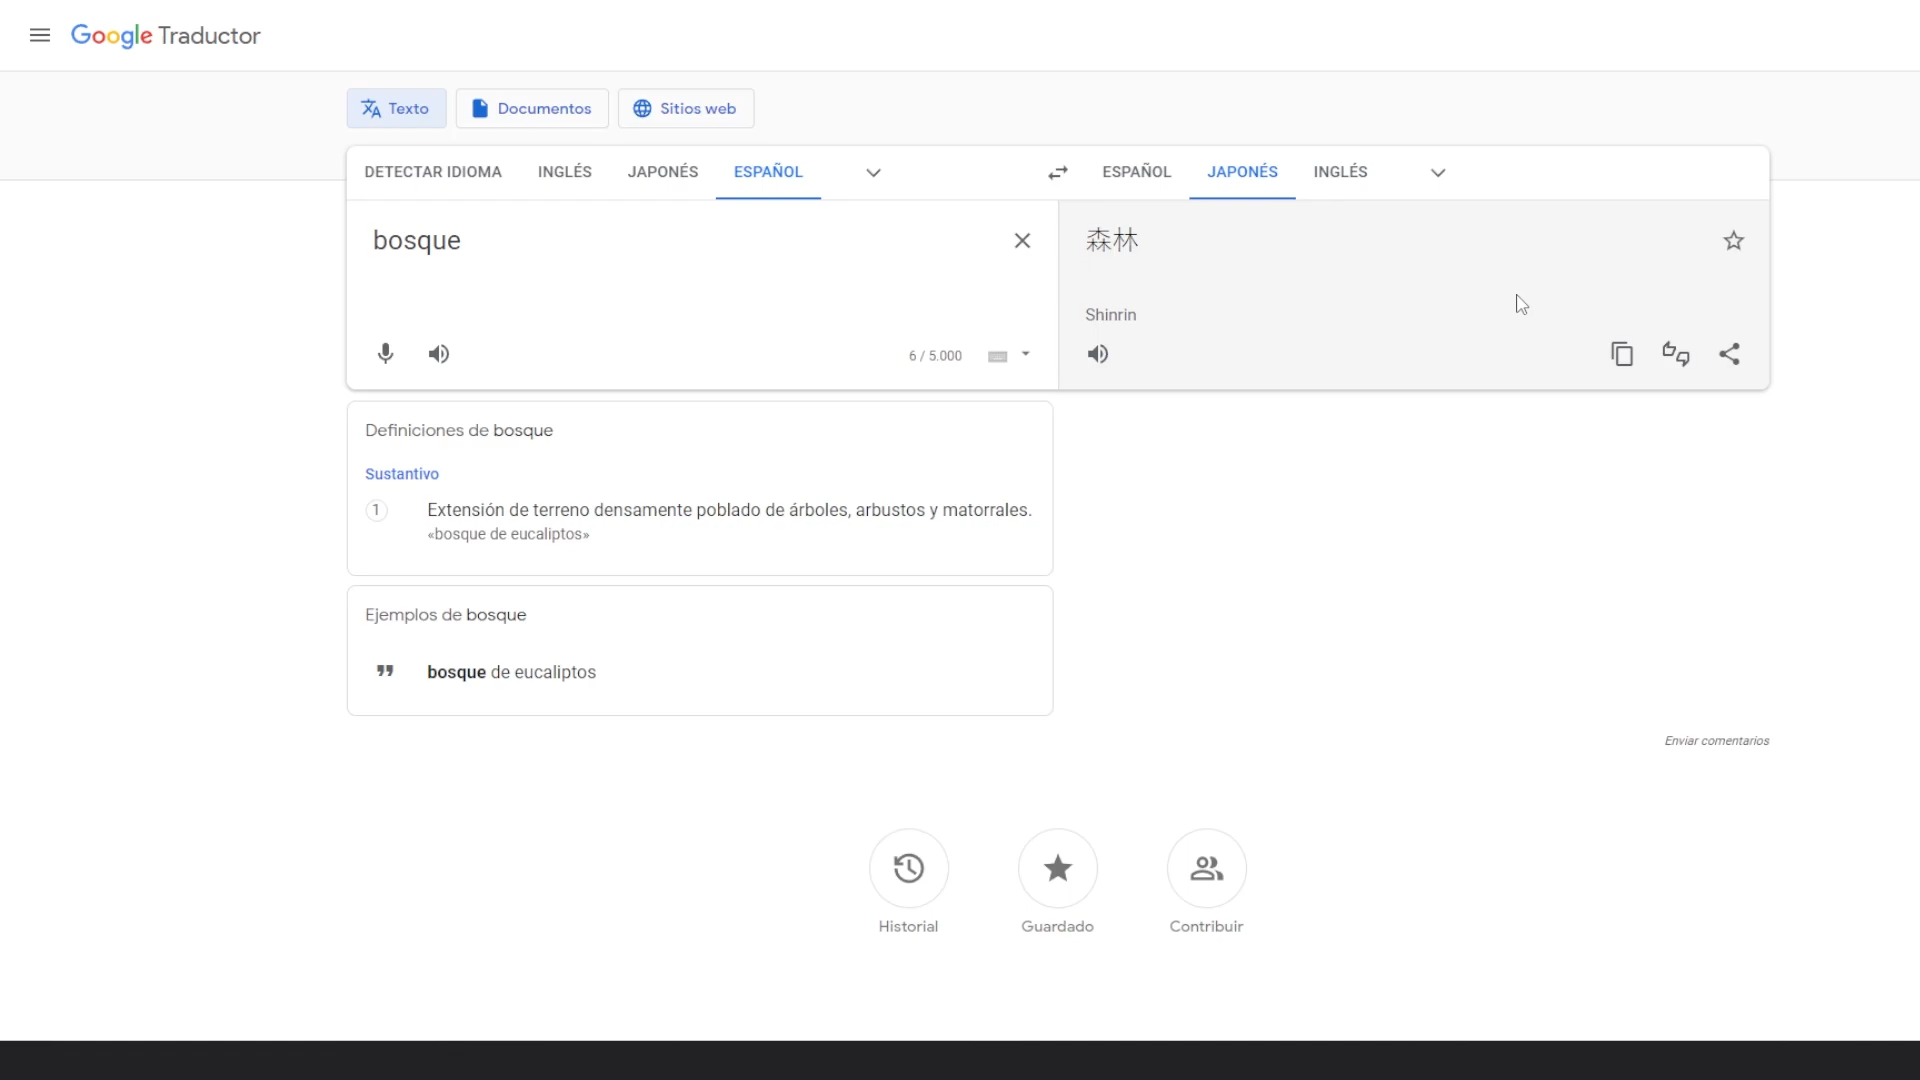 Google Traductor
Texto
Documentos
Sitios web
DETECTAR IDIOMA
INGLÉS
JAPONÉS
ESPAÑOL
ESPAÑOL
JAPONÉS
INGLÉS
bosque
森林
Shinrin
6 / 5.000
Definiciones de bosque
Sustantivo
1
Extensión de terreno densamente poblado de árboles, arbustos y matorrales.
«bosque de eucaliptos»
Ejemplos de bosque
bosque de eucaliptos
Enviar comentarios
Historial
Guardado
Contribuir